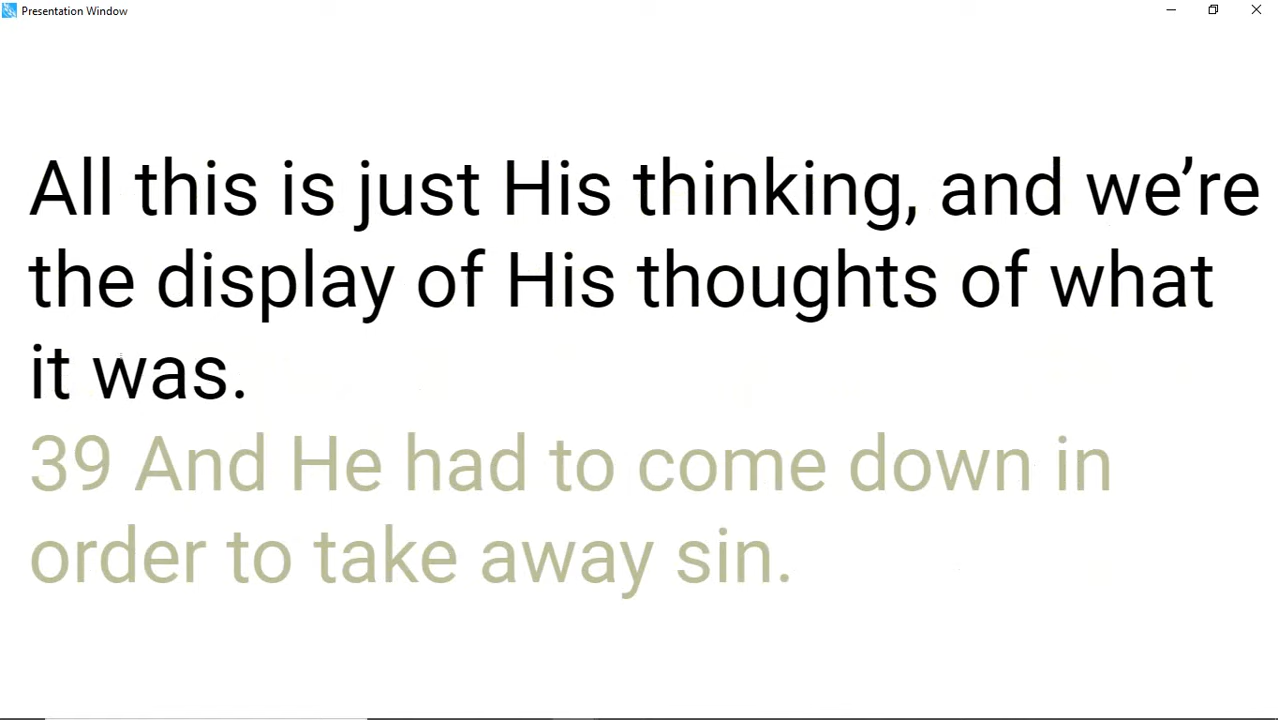 Presentation Window
All this is just His thinking, and we’re
the display of His thoughts of what
it was.
39 And He had to come down in
order to take away sin.